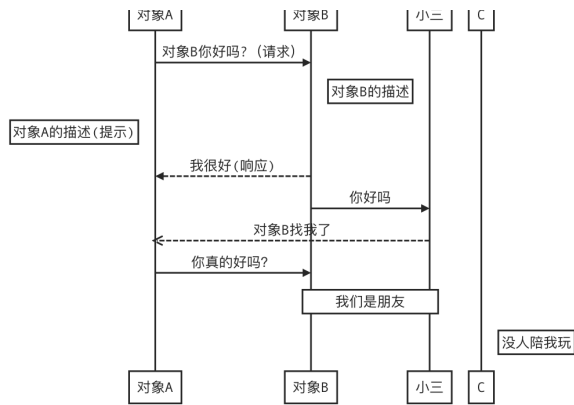 对象A 对象B 小三 C
对象B你好吗?（请求）
对象B的描述
对象A的描述(提示)
我很好(响应)
你好吗
对象B找我了
你真的好吗?
我们是朋友
没人陪我玩
对象A 对象B 小三 C